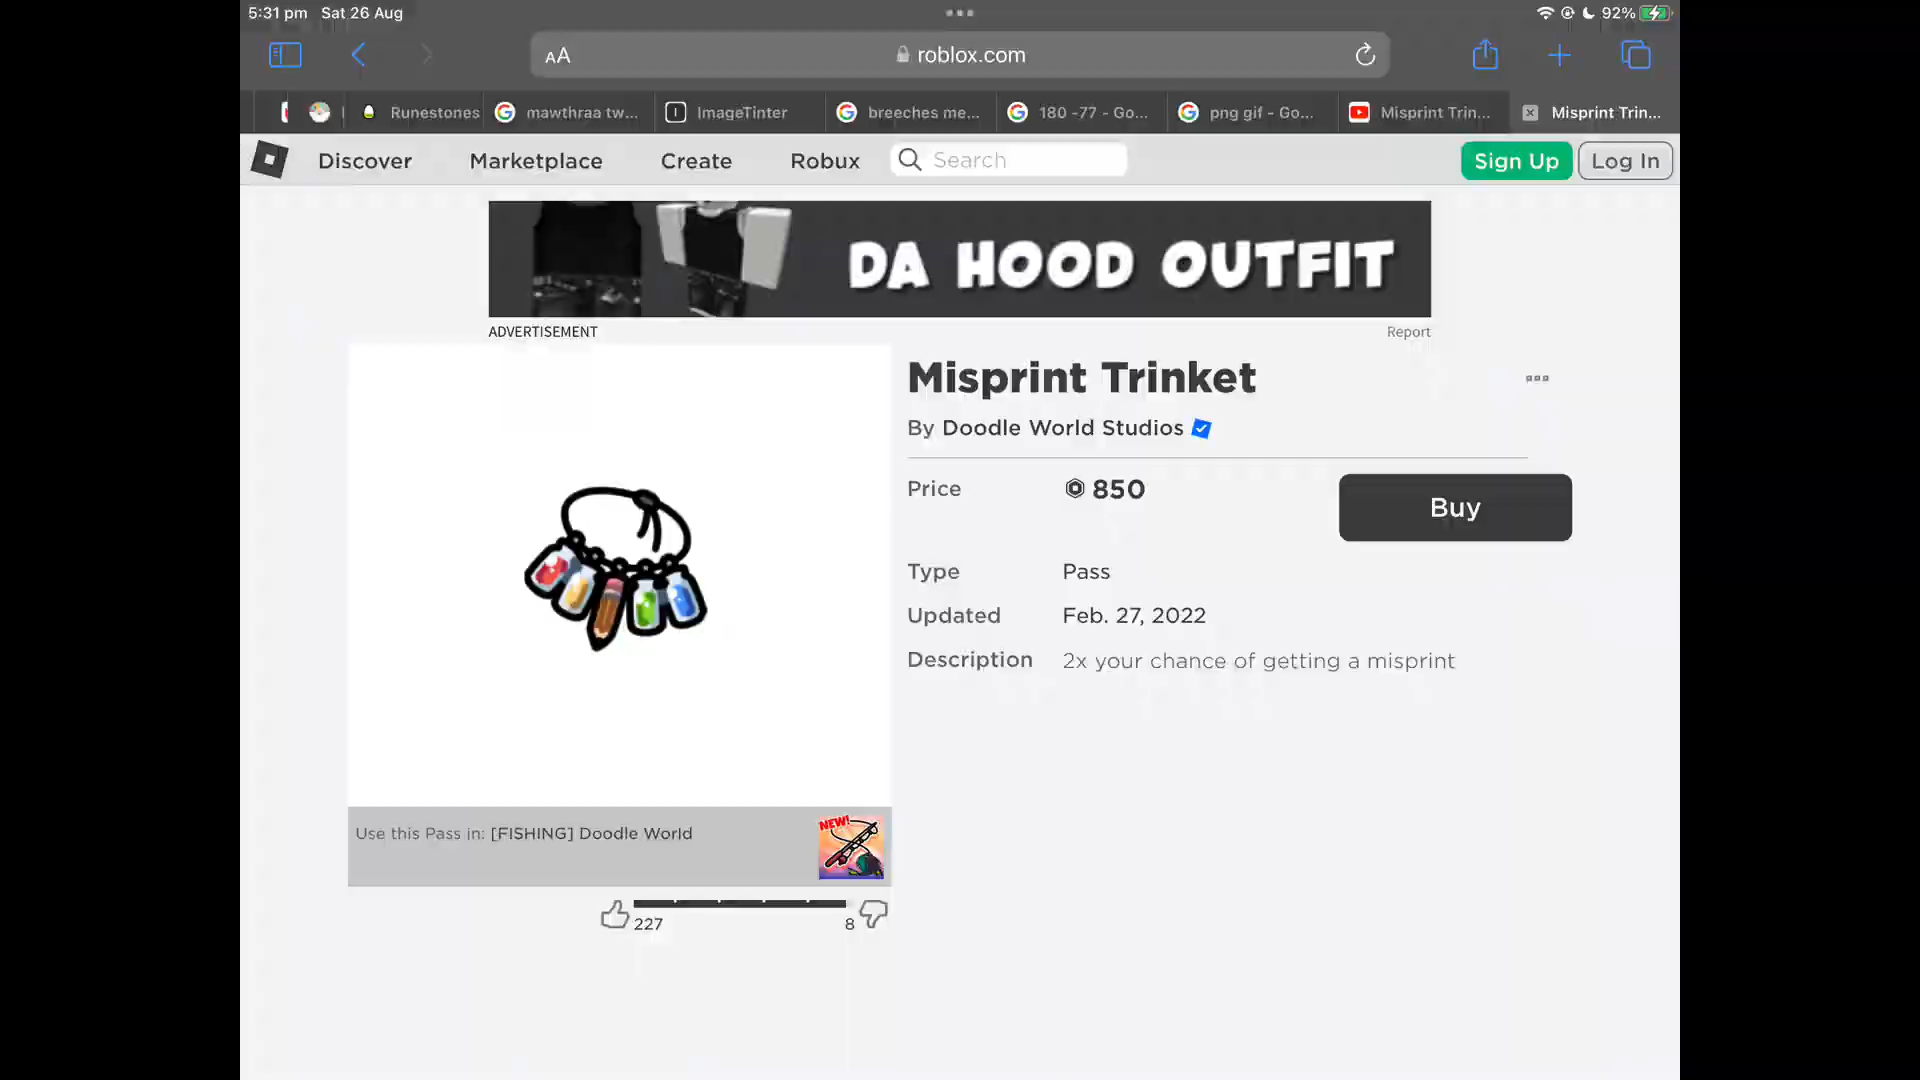 5:31 pm Sat 26 Aug
92%
AA
roblox.com
Runestones
mawthraa tw...
ImageTinter
breeches me...
180 -77 - Go...
png gif - Go...
Misprint Trin...
Misprint Trin...
Discover
Marketplace
Create
Robux
Search
Sign Up
Log In
DA HOOD OUTFIT
ADVERTISEMENT
Report
Misprint Trinket
By Doodle World Studios
Price
850
Buy
Type
Pass
Updated
Feb. 27, 2022
Description
2x your chance of getting a misprint
Use this Pass in: [FISHING] Doodle World
NEW!
227
8